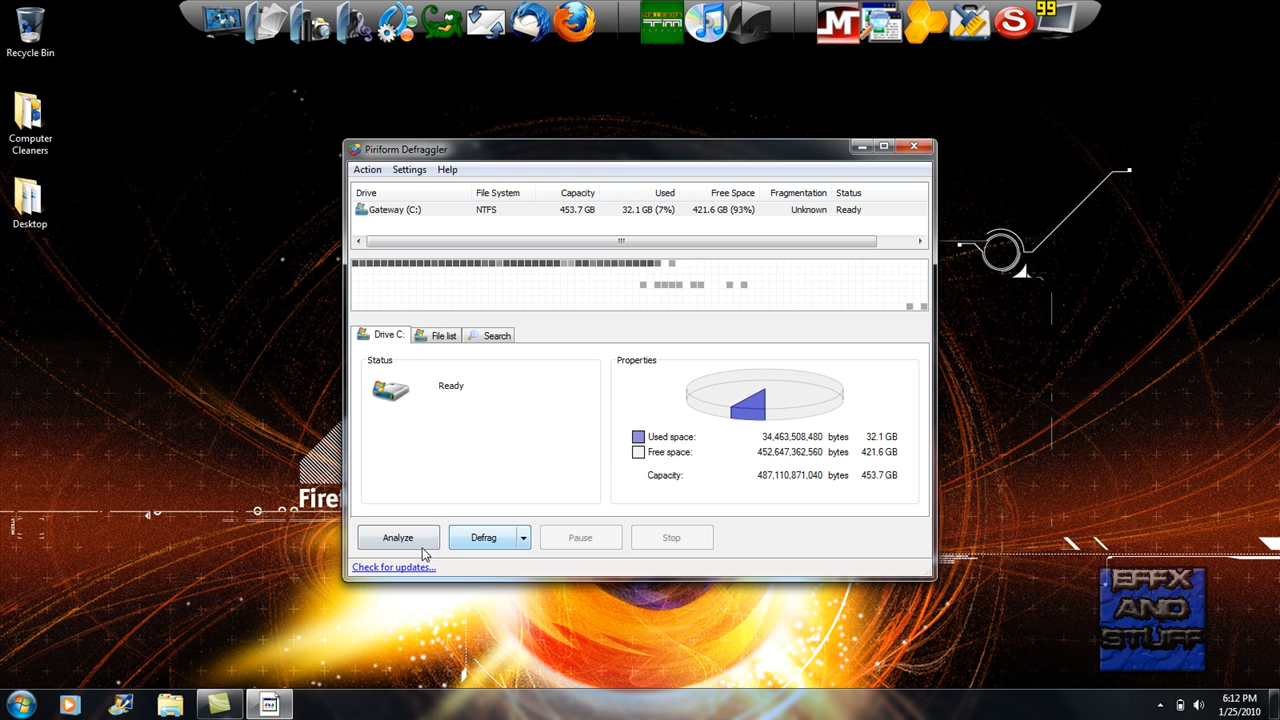 99
Recycle Bin
Computer
Cleaners
Desktop
Piriform Defraggler
Action Settings Help
Drive File System Capacity Used Free Space Fragmentation Status
Gateway (C:) NTFS 453.7 GB 32.1 GB (7%) 421.6 GB (93%) Unknown Ready
Drive C: File list Search
Status Properties
Ready
Used space: 34,463,508,480 bytes 32.1 GB
Free space: 452,647,362,560 bytes 421.6 GB
Capacity: 487,110,871,040 bytes 453.7 GB
Analyze Defrag Pause Stop
Check for updates...
Firef
EFFX
AND
STUFF
6:12 PM
1/25/2010